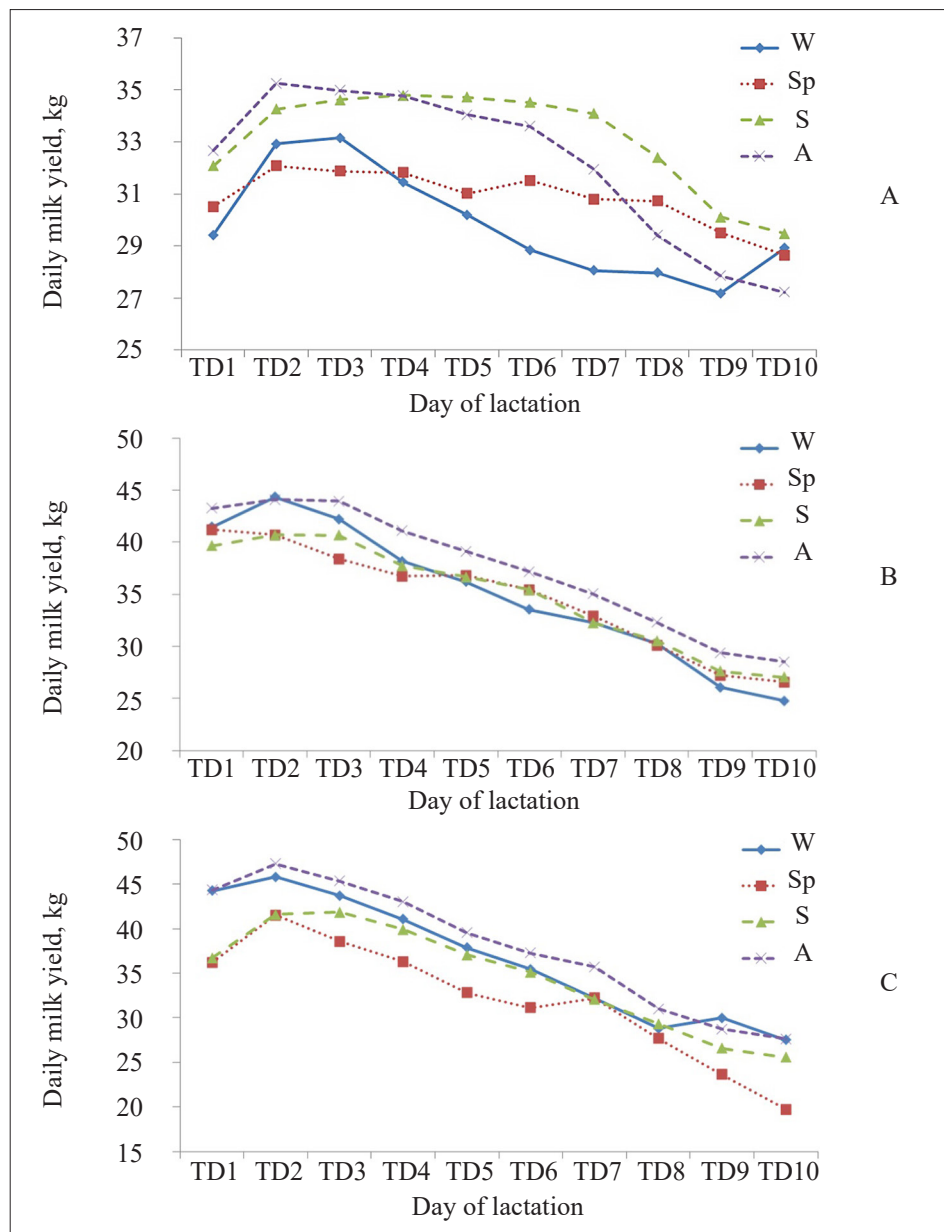 37
35
33
31
29
27
25
Daily milk yield, kg
W
Sp
S
A
A
TD1 TD2 TD3 TD4 TD5 TD6 TD7 TD8 TD9 TD10
Day of lactation
50
45
40
35
30
25
20
Daily milk yield, kg
W
Sp
S
A
B
TD1 TD2 TD3 TD4 TD5 TD6 TD7 TD8 TD9 TD10
Day of lactation
50
45
40
35
30
25
20
15
Daily milk yield, kg
W
Sp
S
A
C
TD1 TD2 TD3 TD4 TD5 TD6 TD7 TD8 TD9 TD10
Day of lactation